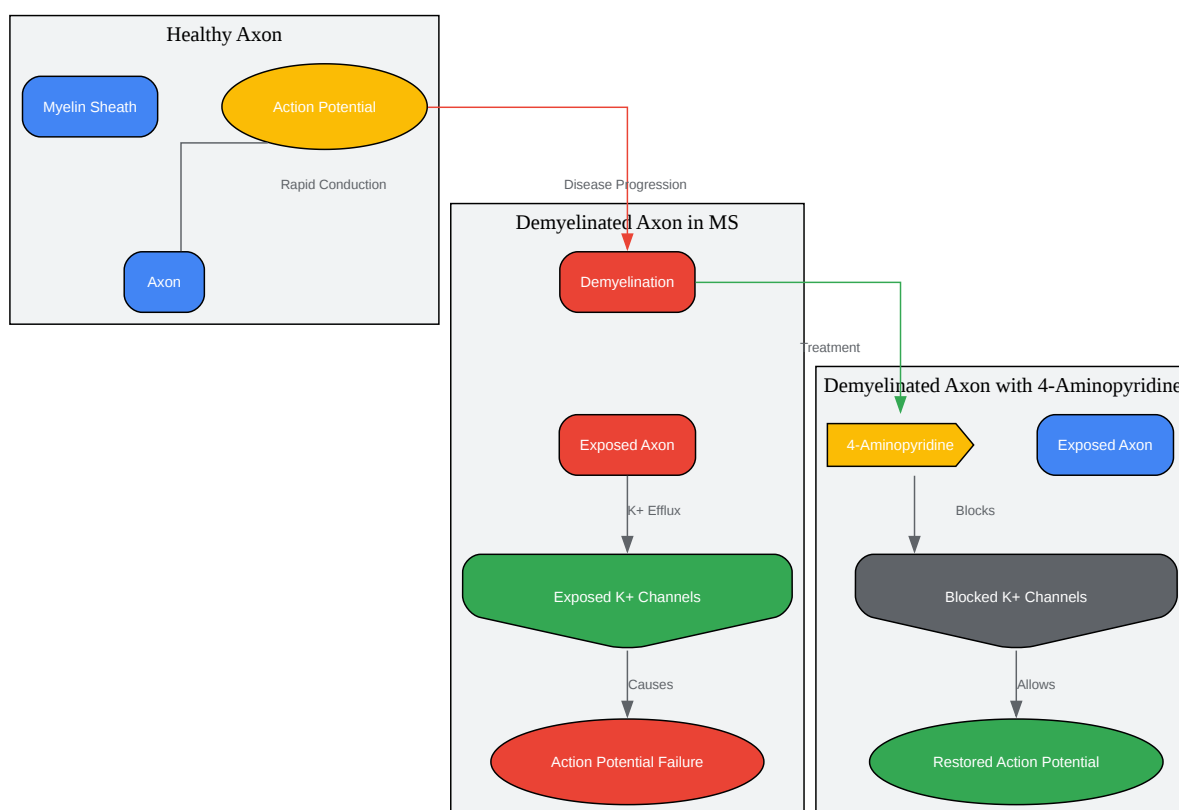 Healthy Axon
Myelin Sheath
Action Potential
Rapid Conduction
Axon
Disease Progression
Demyelinated Axon in MS
Demyelination
Treatment
Exposed Axon
K+ Efflux
Exposed K+ Channels
Causes
Action Potential Failure
Demyelinated Axon with 4-Aminopyridine
4-Aminopyridine
Exposed Axon
Blocks
Blocked K+ Channels
Allows
Restored Action Potential